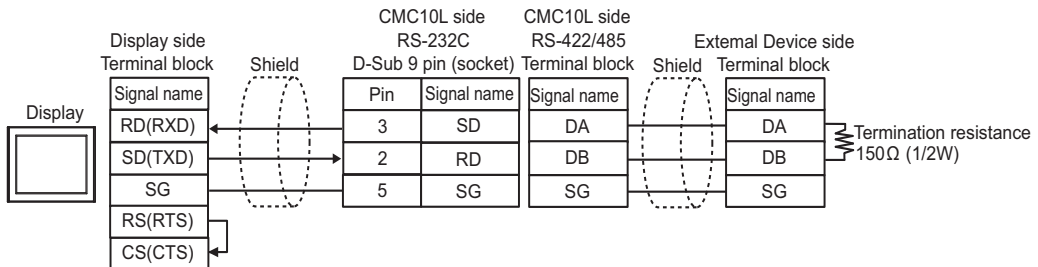 CMC10L side CMC10L side
Display side RS-232C RS-422/485 External Device side
Terminal block Shield D-Sub 9 pin (socket) Terminal block Shield Terminal block
Display
Signal name Pin Signal name Signal name Signal name
RD(RXD) 3 SD DA DA
SD(TXD) 2 RD DB DB
SG 5 SG SG SG
RS(RTS)
CS(CTS)
Termination resistance
150Ω (1/2W)